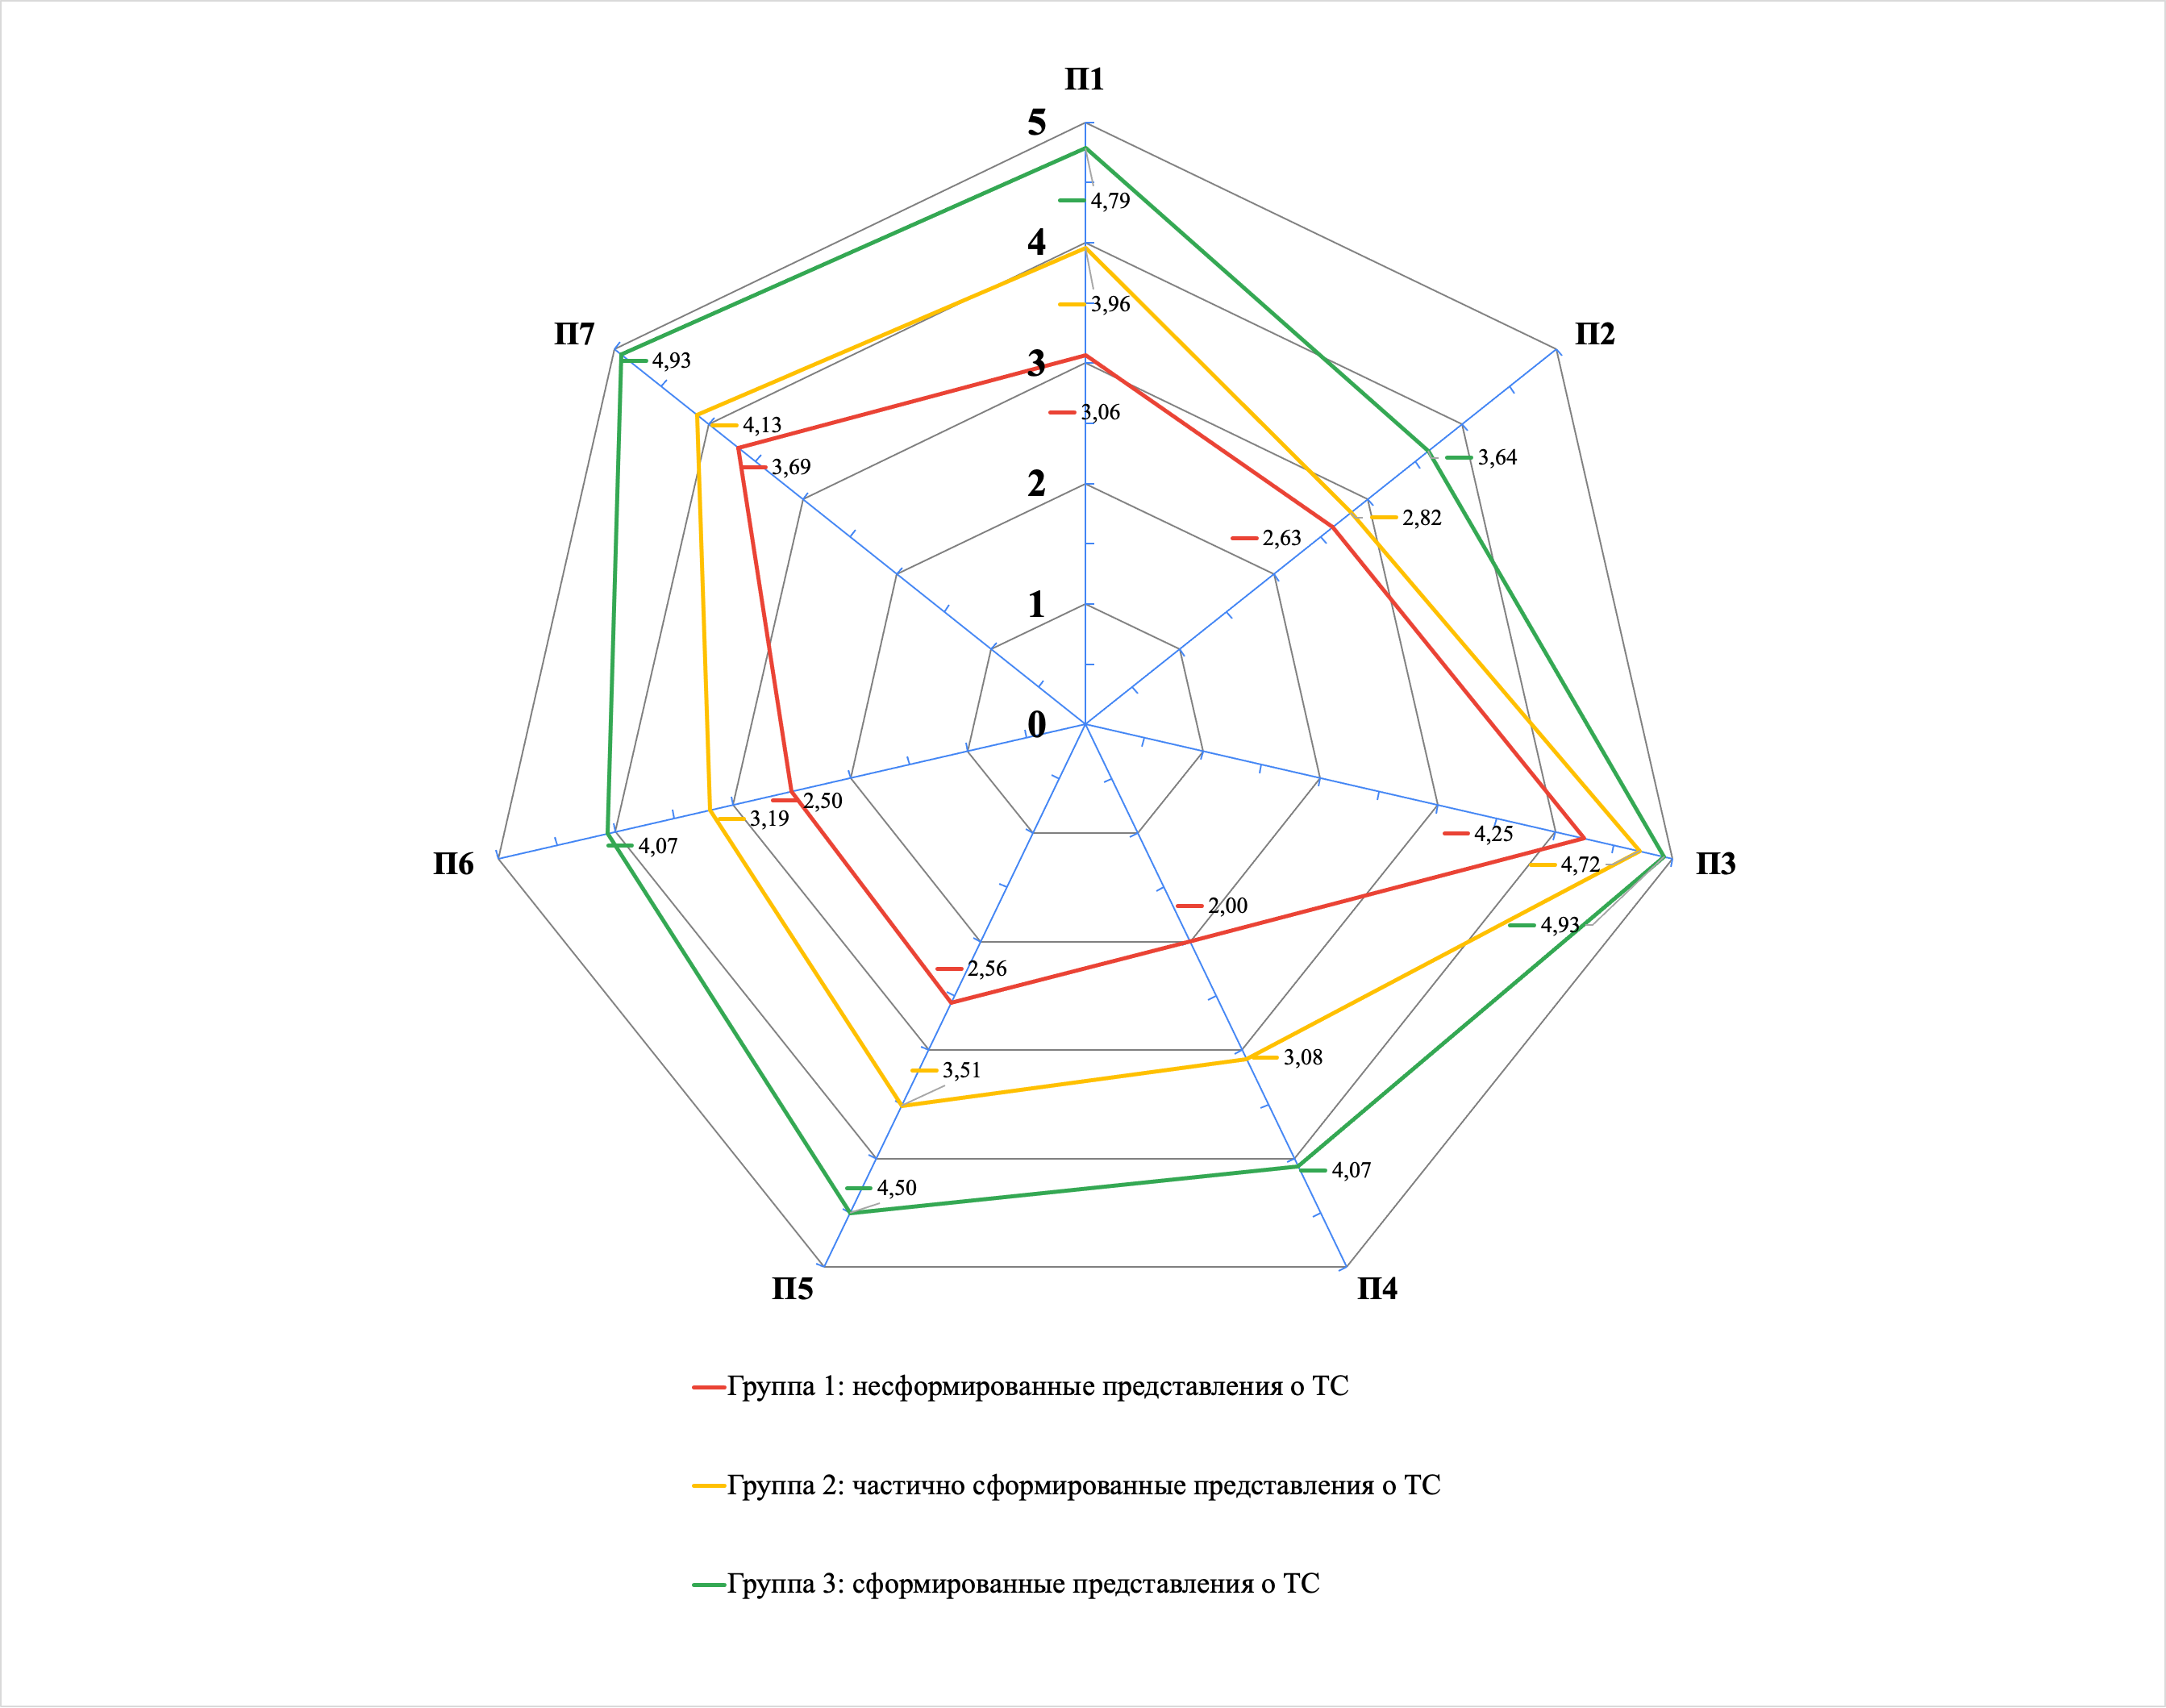 П1
5
4,79
4
3,96
П7
П2
4,93
3
3,06
4,13
3,64
3,69
2
2,82
2,63
1
0
2,50
3,19
4,25
4,07
П6
4,72
П3
2,00
4,93
2,56
3,51
3,08
4,50
4,07
П5
П4
Группа 1: несформированные представления о ТС
Группа 2: частично сформированные представления о ТС
Группа 3: сформированные представления о ТС